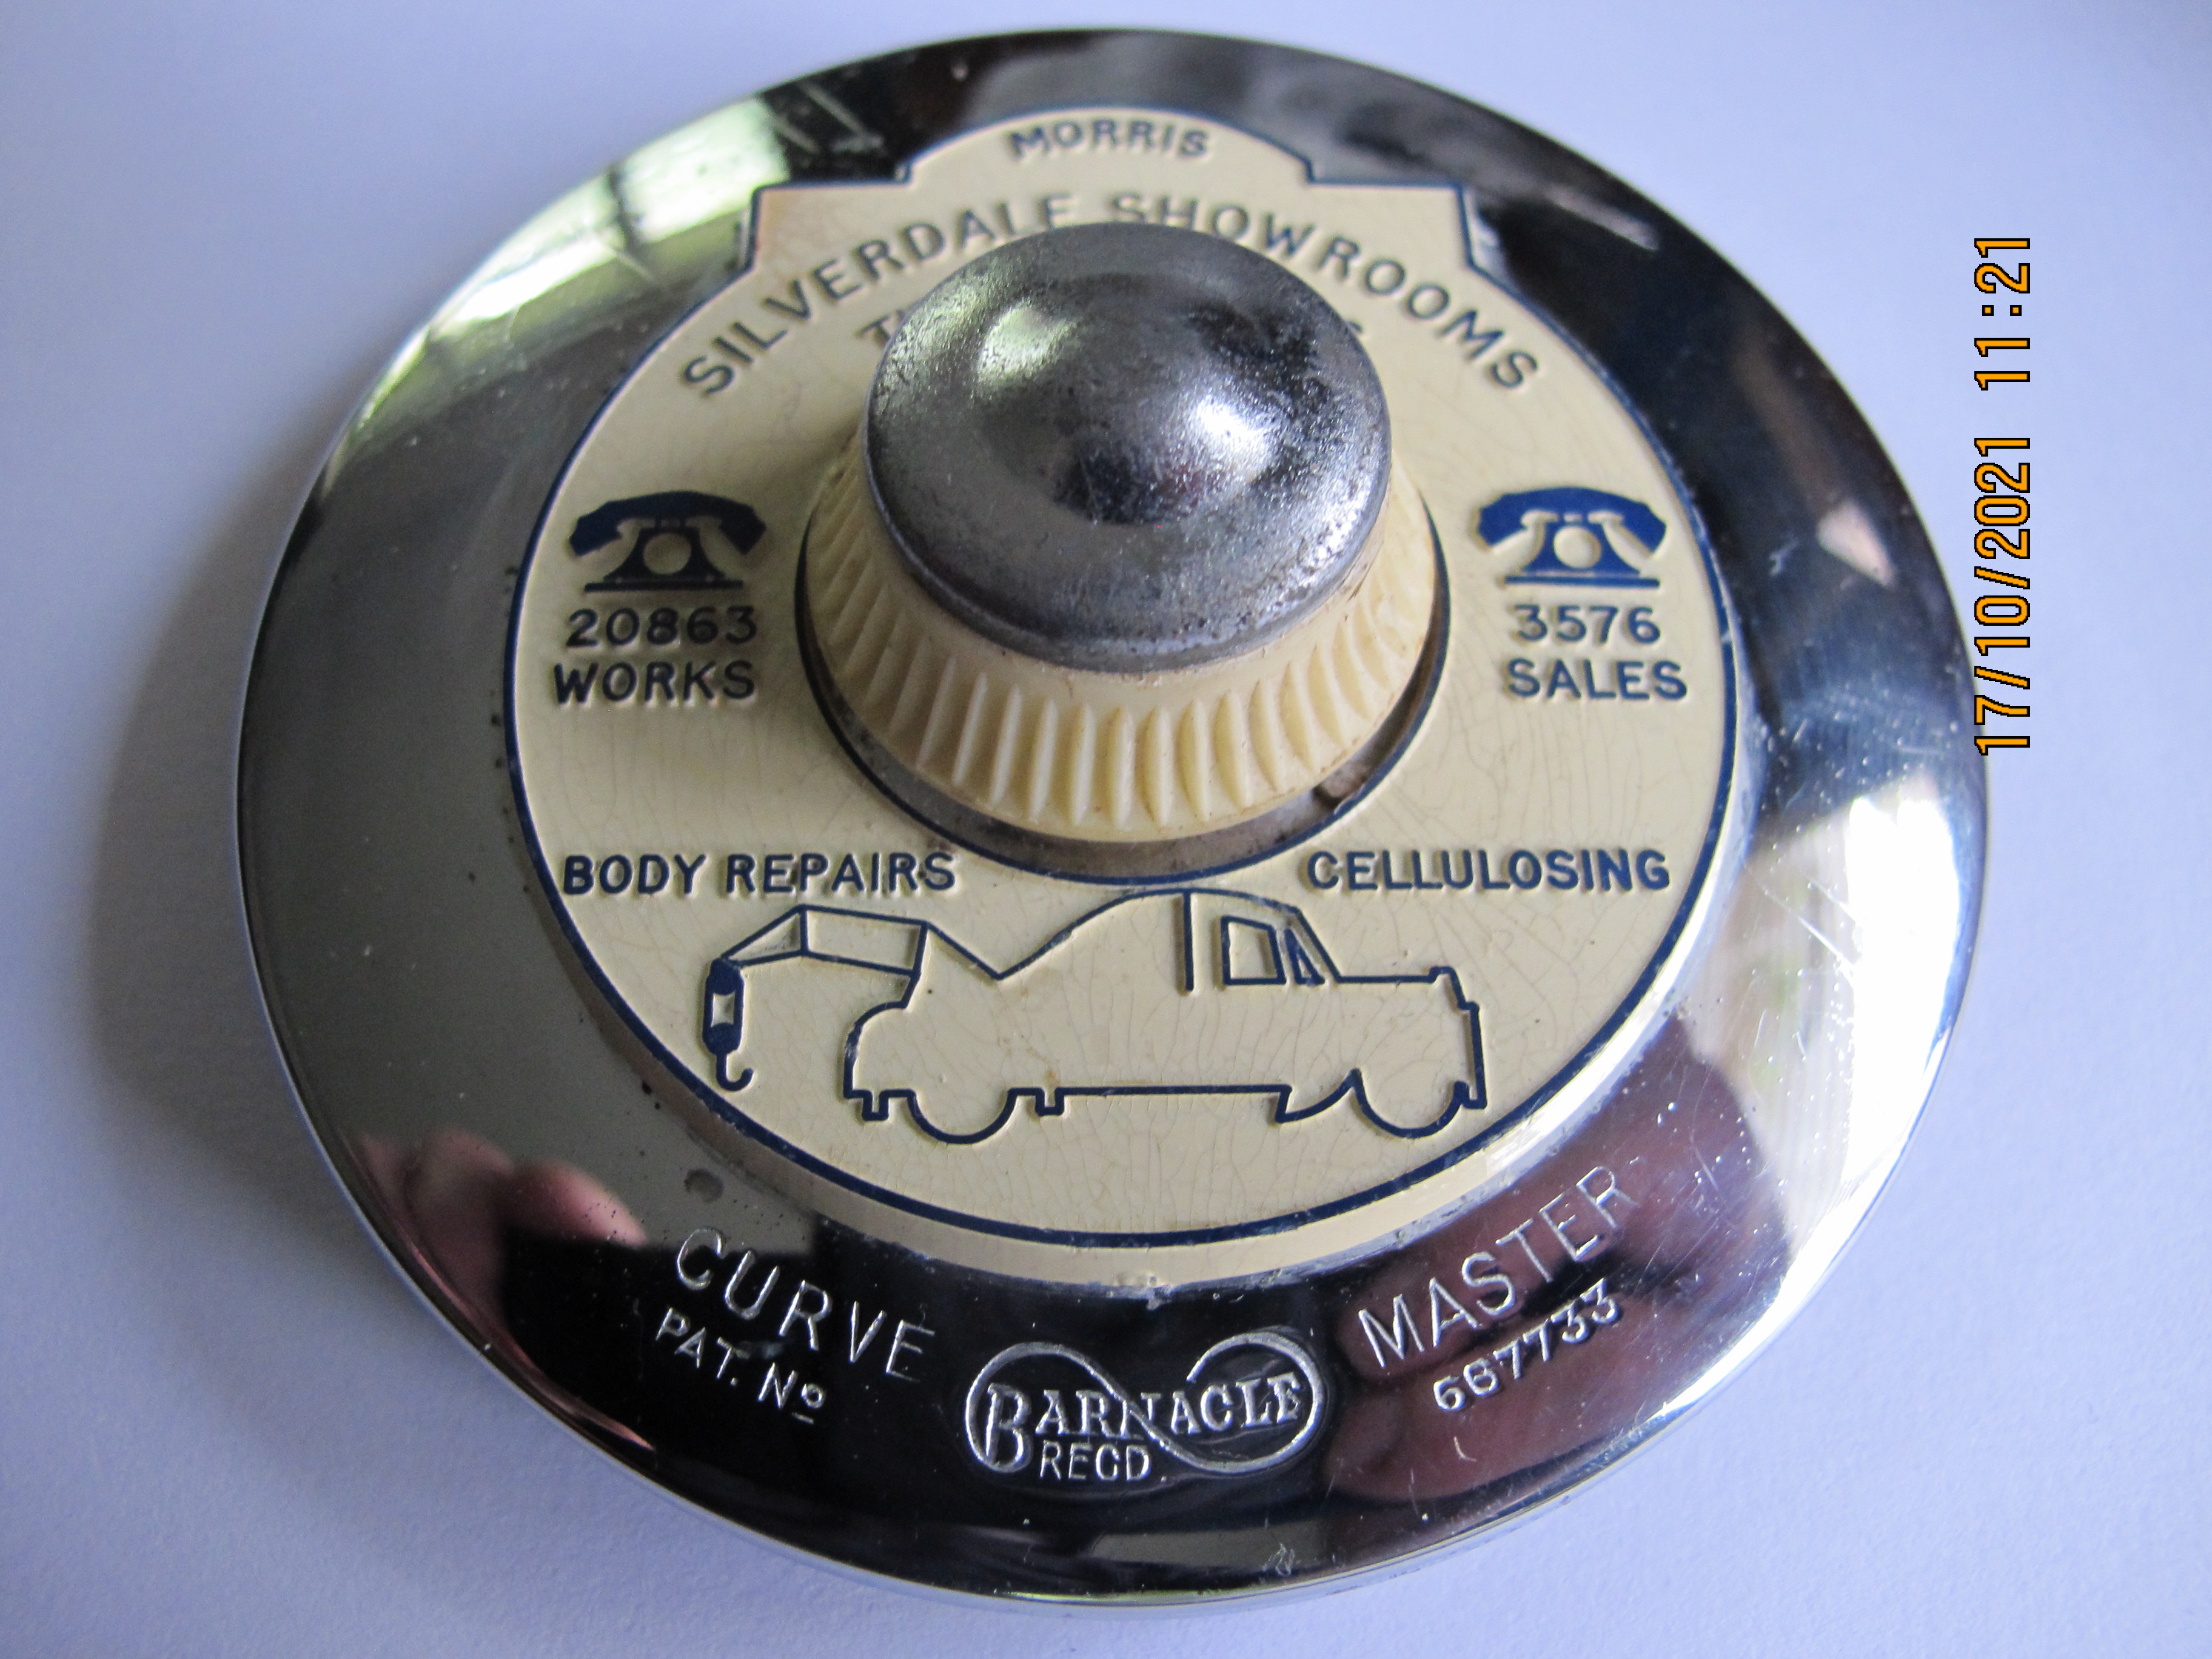 MORRIS
SILVERDALE SHOWROOMS
20863
WORKS
3576
SALES
BODY REPAIRS
CELLULOSING
CURVE MASTER
PAT. Nº 667733
BARNACLE
REGD.
17/10/2021 11:21